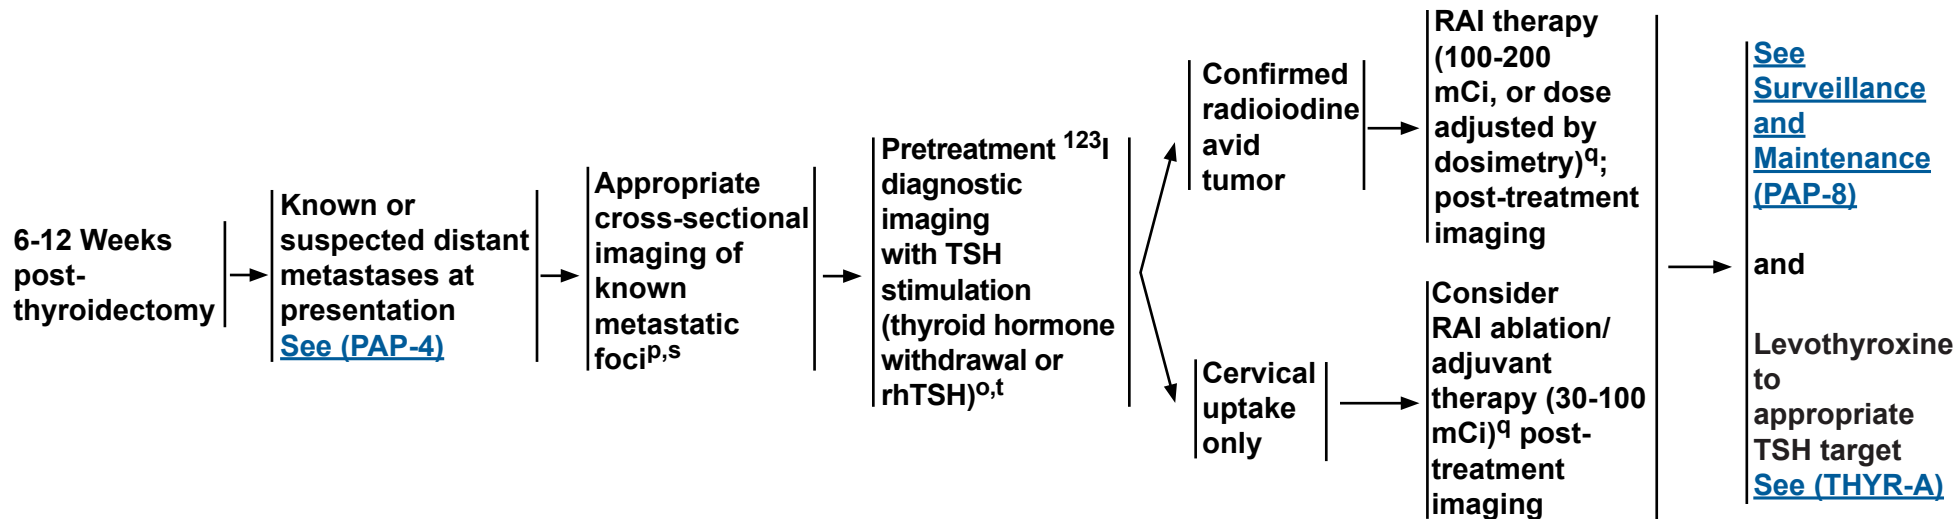 6-12 Weeks
post-
thyroidectomy
Known or
suspected distant
metastases at
presentation
See (PAP-4)
Appropriate
cross-sectional
imaging of
known
metastatic
foci^p,s
Pretreatment ^123I
diagnostic
imaging
with TSH
stimulation
(thyroid hormone
withdrawal or
rhTSH)^o,t
Confirmed
radioiodine
avid
tumor
RAI therapy
(100-200
mCi, or dose
adjusted by
dosimetry)^q;
post-treatment
imaging
Cervical
uptake
only
Consider
RAI ablation/
adjuvant
therapy (30-100
mCi)^q post-
treatment
imaging
See
Surveillance
and
Maintenance
(PAP-8)
and
Levothyroxine
to
appropriate
TSH target
See (THYR-A)